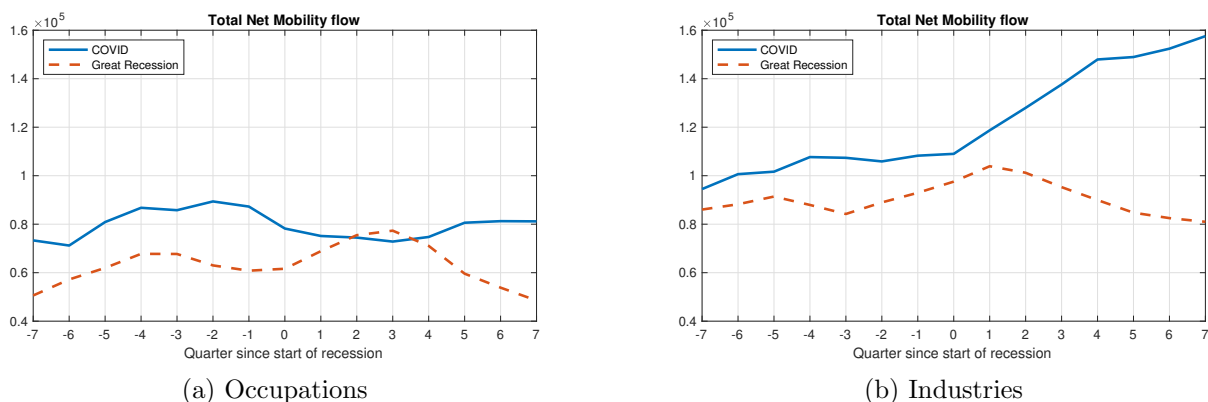 Total Net Mobility flow
×10^5
COVID
Great Recession
1.6
1.4
1.2
1
0.8
0.6
0.4
-7 -6 -5 -4 -3 -2 -1 0 1 2 3 4 5 6 7
Quarter since start of recession
(a) Occupations
Total Net Mobility flow
×10^5
COVID
Great Recession
1.6
1.4
1.2
1
0.8
0.6
0.4
-7 -6 -5 -4 -3 -2 -1 0 1 2 3 4 5 6 7
Quarter since start of recession
(b) Industries